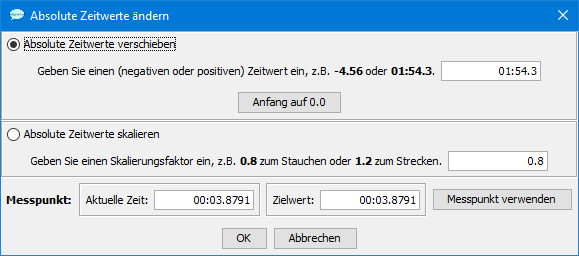 Absolute Zeitwerte ändern
Absolute Zeitwerte verschieben
Geben Sie einen (negativen oder positiven) Zeitwert ein, z.B. -4.56 oder 01:54.3. 01:54.3
Anfang auf 0.0
Absolute Zeitwerte skalieren
Geben Sie einen Skalierungsfaktor ein, z.B. 0.8 zum Stauchen oder 1.2 zum Strecken. 0.8
Messpunkt: Aktuelle Zeit: 00:03.8791 Zielwert: 00:03.8791 Messpunkt verwenden
OK Abbrechen